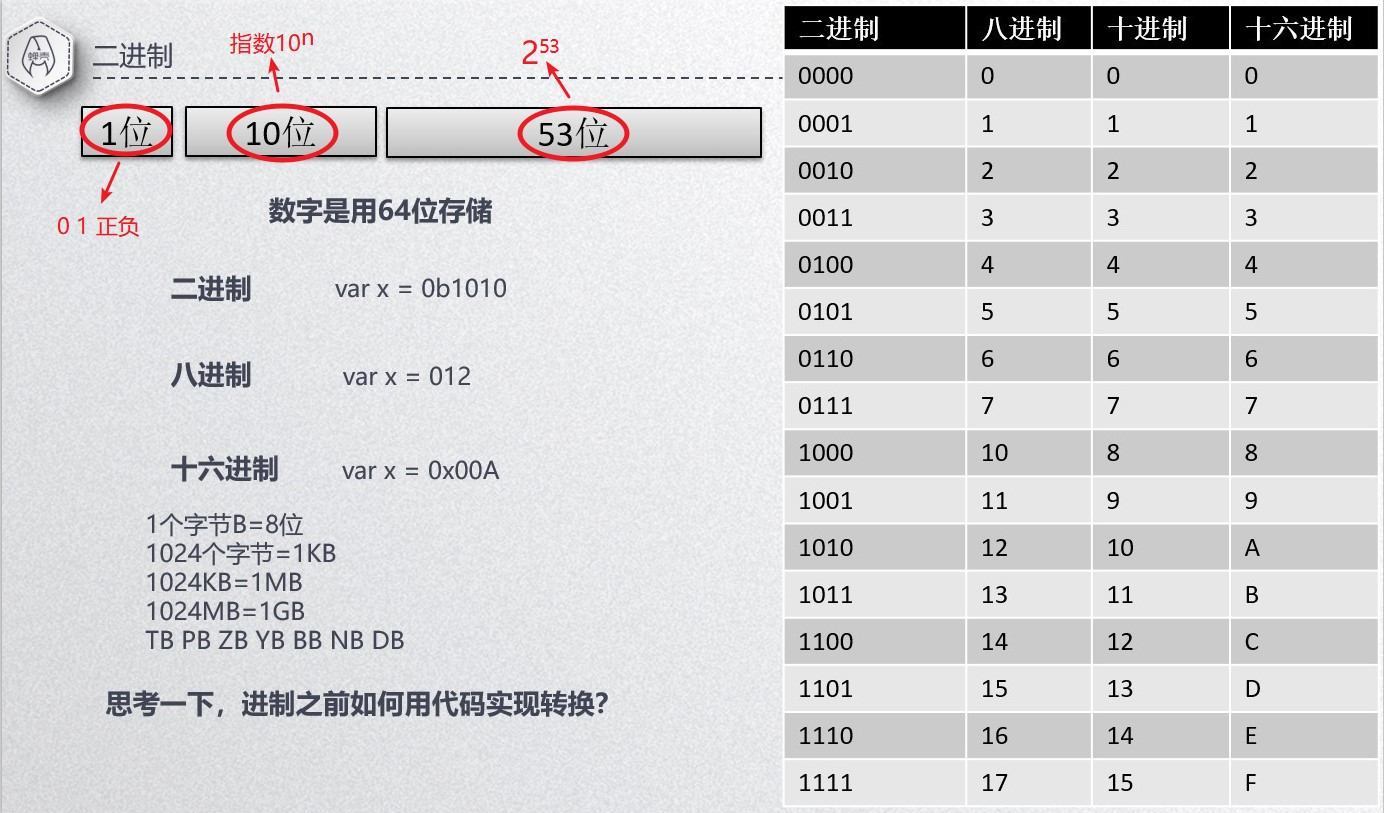 蝉壳
二进制
指数10ⁿ
2⁵³
1位
10位
53位
0 1 正负
数字是用64位存储
二进制 var x = 0b1010
八进制 var x = 012
十六进制 var x = 0x00A
1个字节B=8位
1024个字节=1KB
1024KB=1MB
1024MB=1GB
TB PB ZB YB BB NB DB
思考一下，进制之前如何用代码实现转换？
二进制 八进制 十进制 十六进制
0000 0 0 0
0001 1 1 1
0010 2 2 2
0011 3 3 3
0100 4 4 4
0101 5 5 5
0110 6 6 6
0111 7 7 7
1000 10 8 8
1001 11 9 9
1010 12 10 A
1011 13 11 B
1100 14 12 C
1101 15 13 D
1110 16 14 E
1111 17 15 F